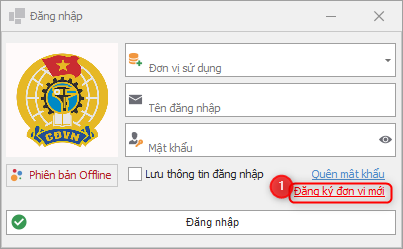 Đăng nhập
Đơn vị sử dụng
Tên đăng nhập
Mật khẩu
CĐVN
Phiên bản Offline
Lưu thông tin đăng nhập
Quên mật khẩu
1
Đăng ký đơn vị mới
Đăng nhập